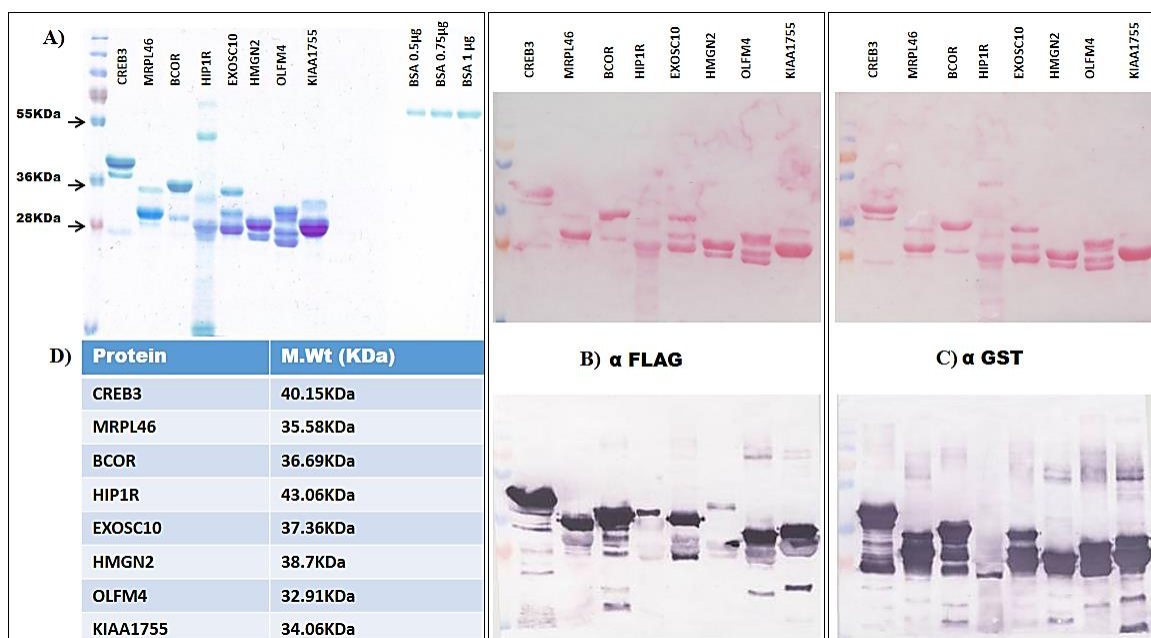 A)
CREB3
MRPL46
BCOR
HIP1R
EXOSC10
HMGN2
OLFM4
KIAA1755
BSA 0.5µg
BSA 0.75µg
BSA 1 µg
55KDa
36KDa
28KDa
CREB3
MRPL46
BCOR
HIP1R
EXOSC10
HMGN2
OLFM4
KIAA1755
CREB3
MRPL46
BCOR
HIP1R
EXOSC10
HMGN2
OLFM4
KIAA1755
B) α FLAG
C) α GST
D)
Protein M.Wt (KDa)
CREB3 40.15KDa
MRPL46 35.58KDa
BCOR 36.69KDa
HIP1R 43.06KDa
EXOSC10 37.36KDa
HMGN2 38.7KDa
OLFM4 32.91KDa
KIAA1755 34.06KDa